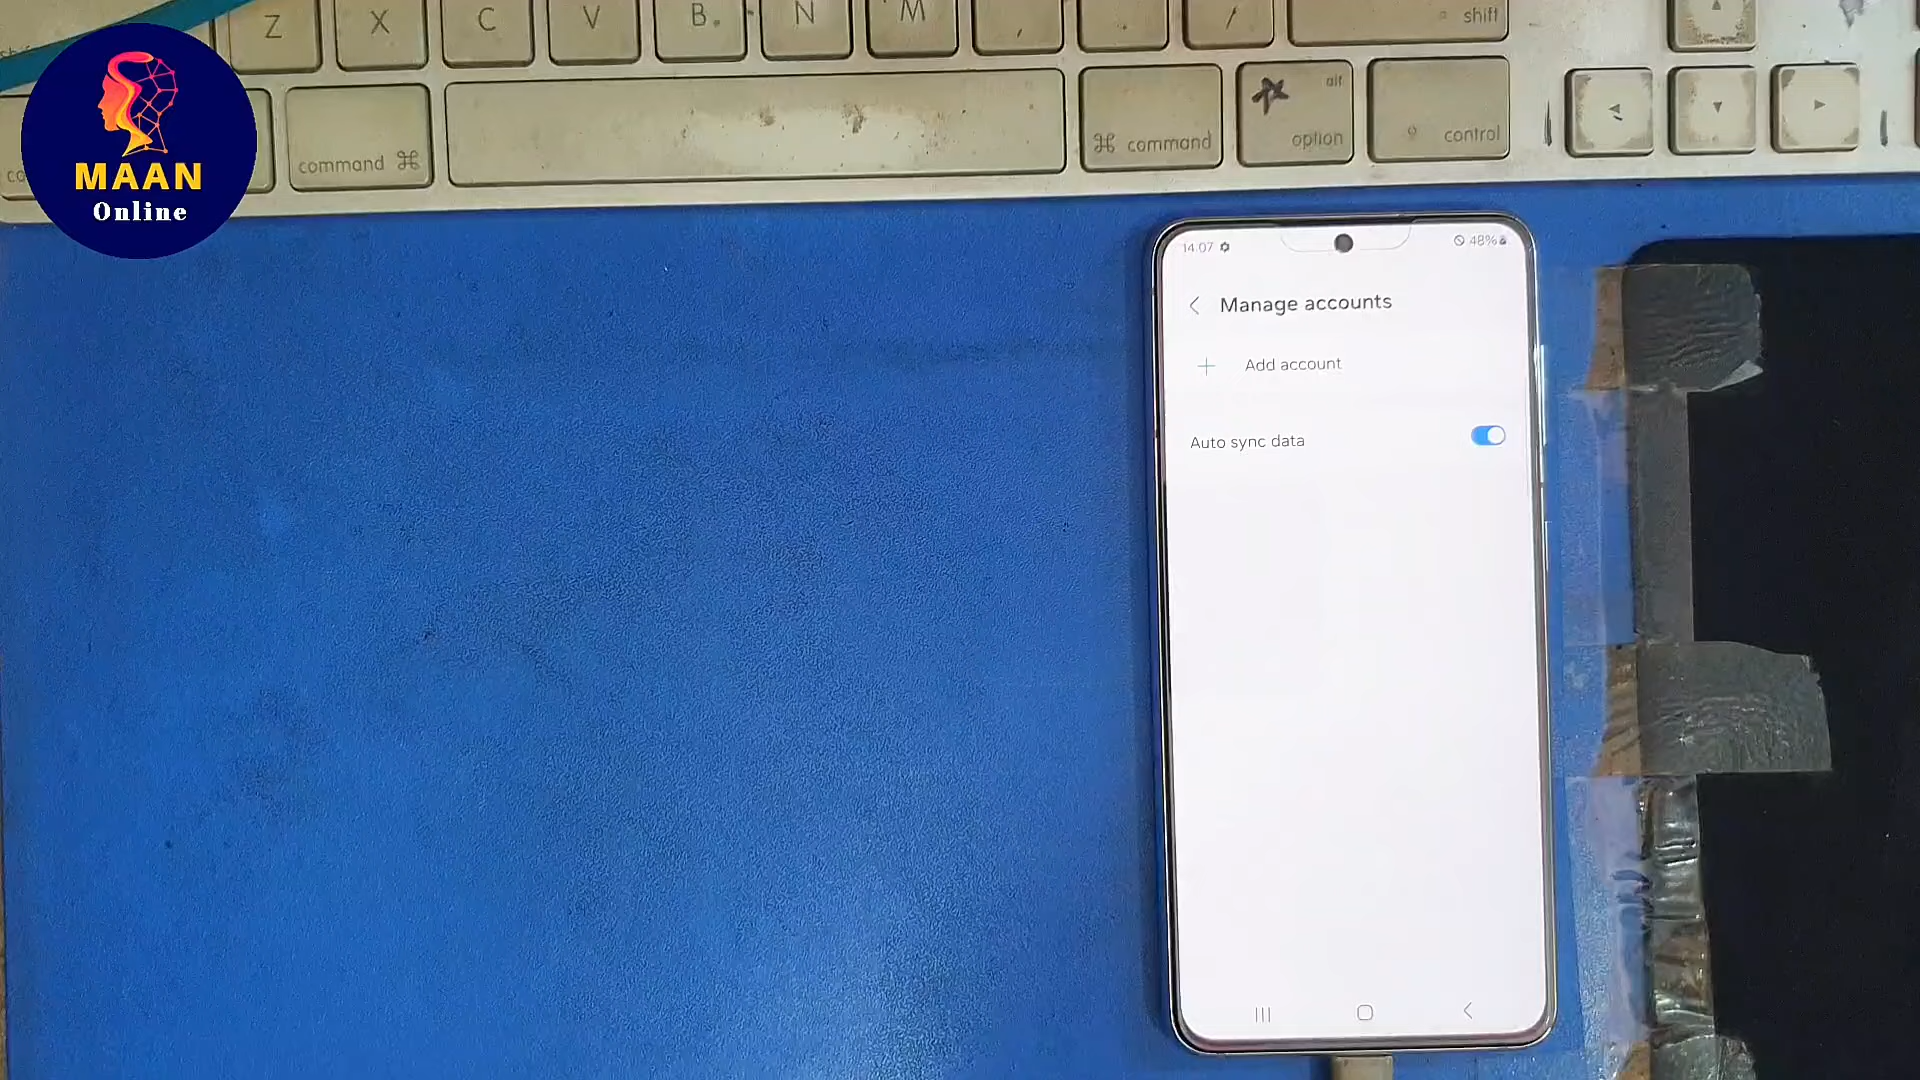 Z X C V B N M , . / shift
command ⌘ ⌘ command alt option control
MAAN
Online
14.07 48%
Manage accounts
Add account
Auto sync data